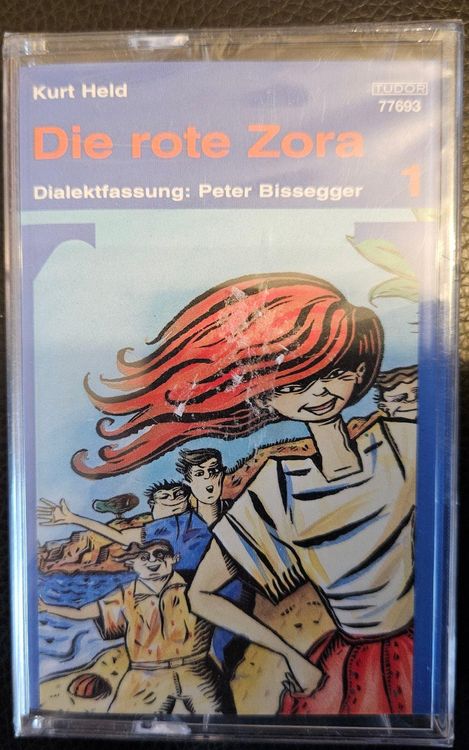 Kurt Held
TUDOR
77693
Die rote Zora
Dialektfassung: Peter Bissegger
1